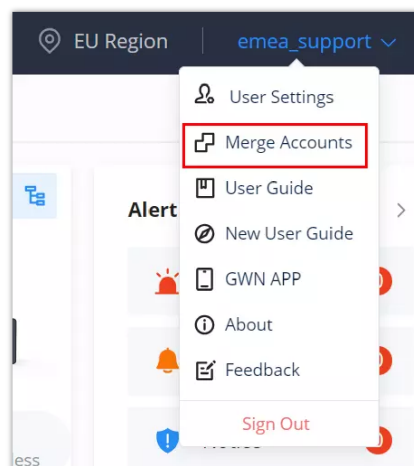 EU Region
emea_support
User Settings
Merge Accounts
Alert
User Guide
New User Guide
GWN APP
About
Feedback
Sign Out